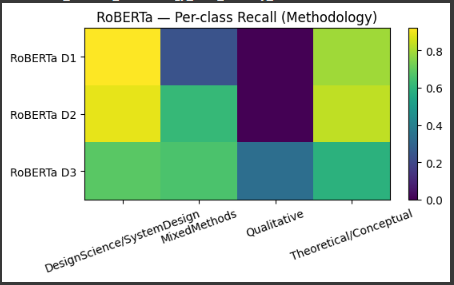 RoBERTa — Per-class Recall (Methodology)
RoBERTa D1
RoBERTa D2
RoBERTa D3
0.8
0.6
0.4
0.2
0.0
DesignScience/SystemDesign
MixedMethods
Qualitative
Theoretical/Conceptual